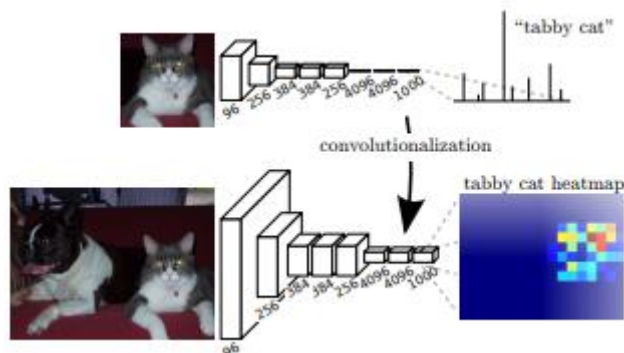 "tabby cat"
96 256 384 384 256 4096 4096 1000
convolutionalization
tabby cat heatmap
96 256 384 384 256 4096 4096 1000